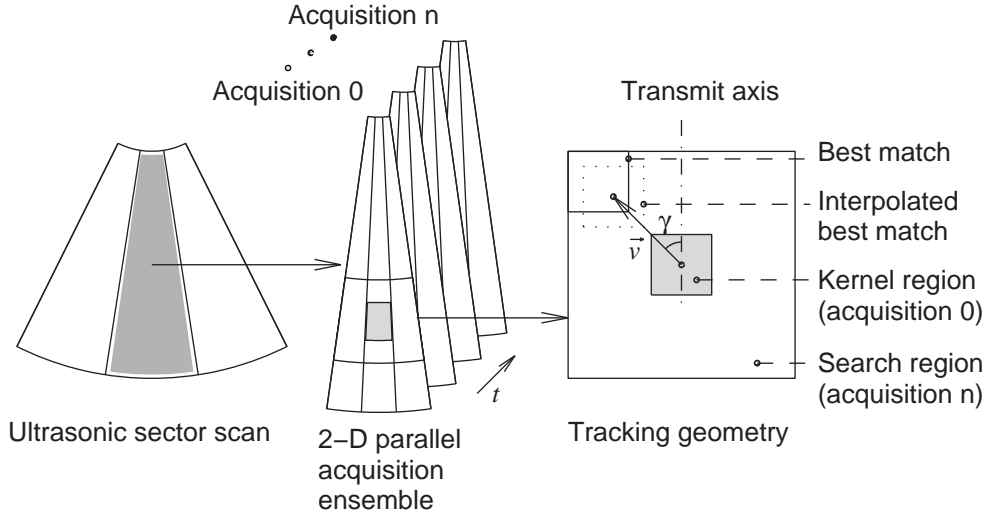 Acquisition n
Acquisition 0
Transmit axis
Best match
Interpolated
best match
γ
v
Kernel region
(acquisition 0)
Search region
(acquisition n)
t
Ultrasonic sector scan
2−D parallel
acquisition
ensemble
Tracking geometry